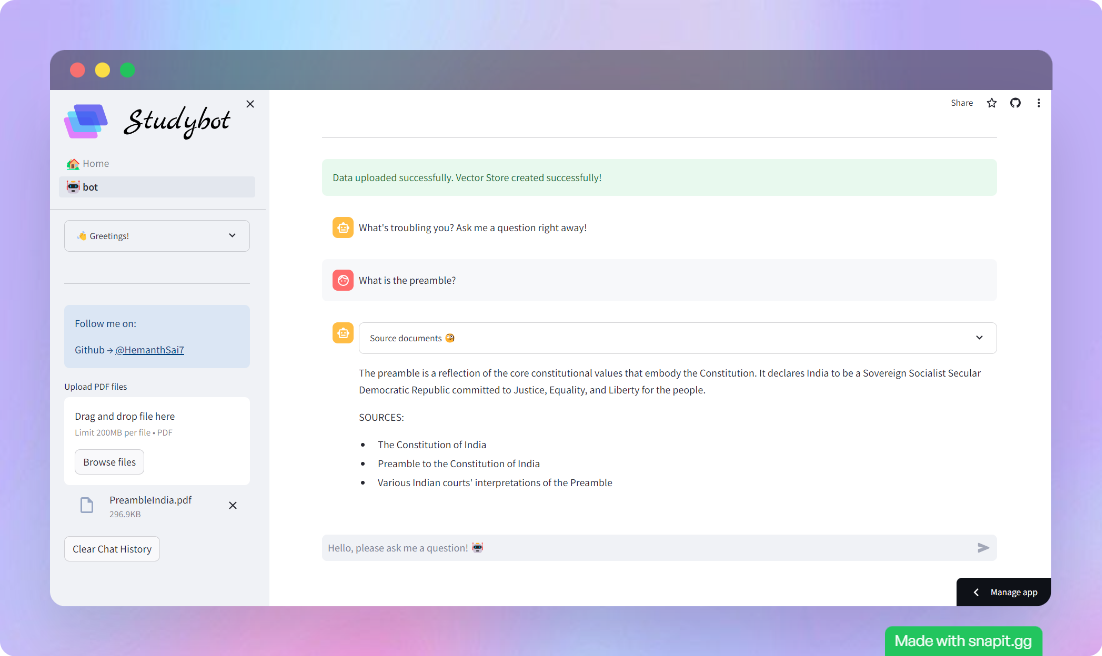 Studybot
Home
bot
Greetings!
Follow me on:
Github → @HemanthSai7
Upload PDF files
Drag and drop file here
Limit 200MB per file • PDF
Browse files
PreambleIndia.pdf
296.9KB
Clear Chat History
Share
Data uploaded successfully. Vector Store created successfully!
What's troubling you? Ask me a question right away!
What is the preamble?
Source documents
The preamble is a reflection of the core constitutional values that embody the Constitution. It declares India to be a Sovereign Socialist Secular
Democratic Republic committed to Justice, Equality, and Liberty for the people.
SOURCES:
• The Constitution of India
• Preamble to the Constitution of India
• Various Indian courts' interpretations of the Preamble
Hello, please ask me a question!
Manage app
Made with snapit.gg